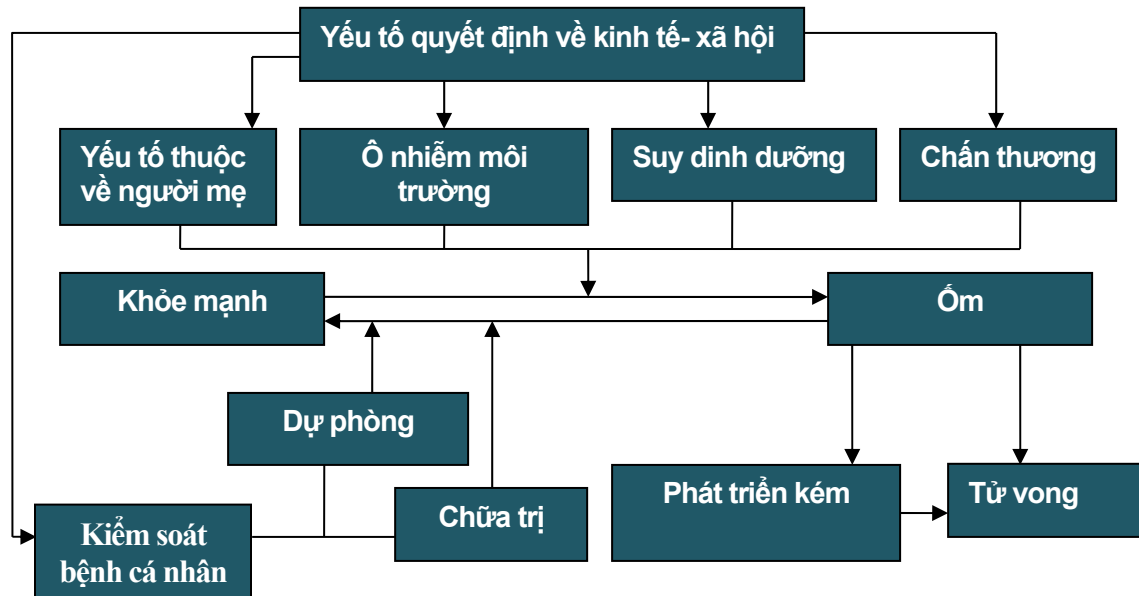 Yếu tố quyết định về kinh tế- xã hội
Yếu tố thuộc
về người mẹ
Ô nhiễm môi
trường
Suy dinh dưỡng
Chấn thương
Khỏe mạnh
Ốm
Dự phòng
Chữa trị
Phát triển kém
Tử vong
Kiểm soát
bệnh cá nhân